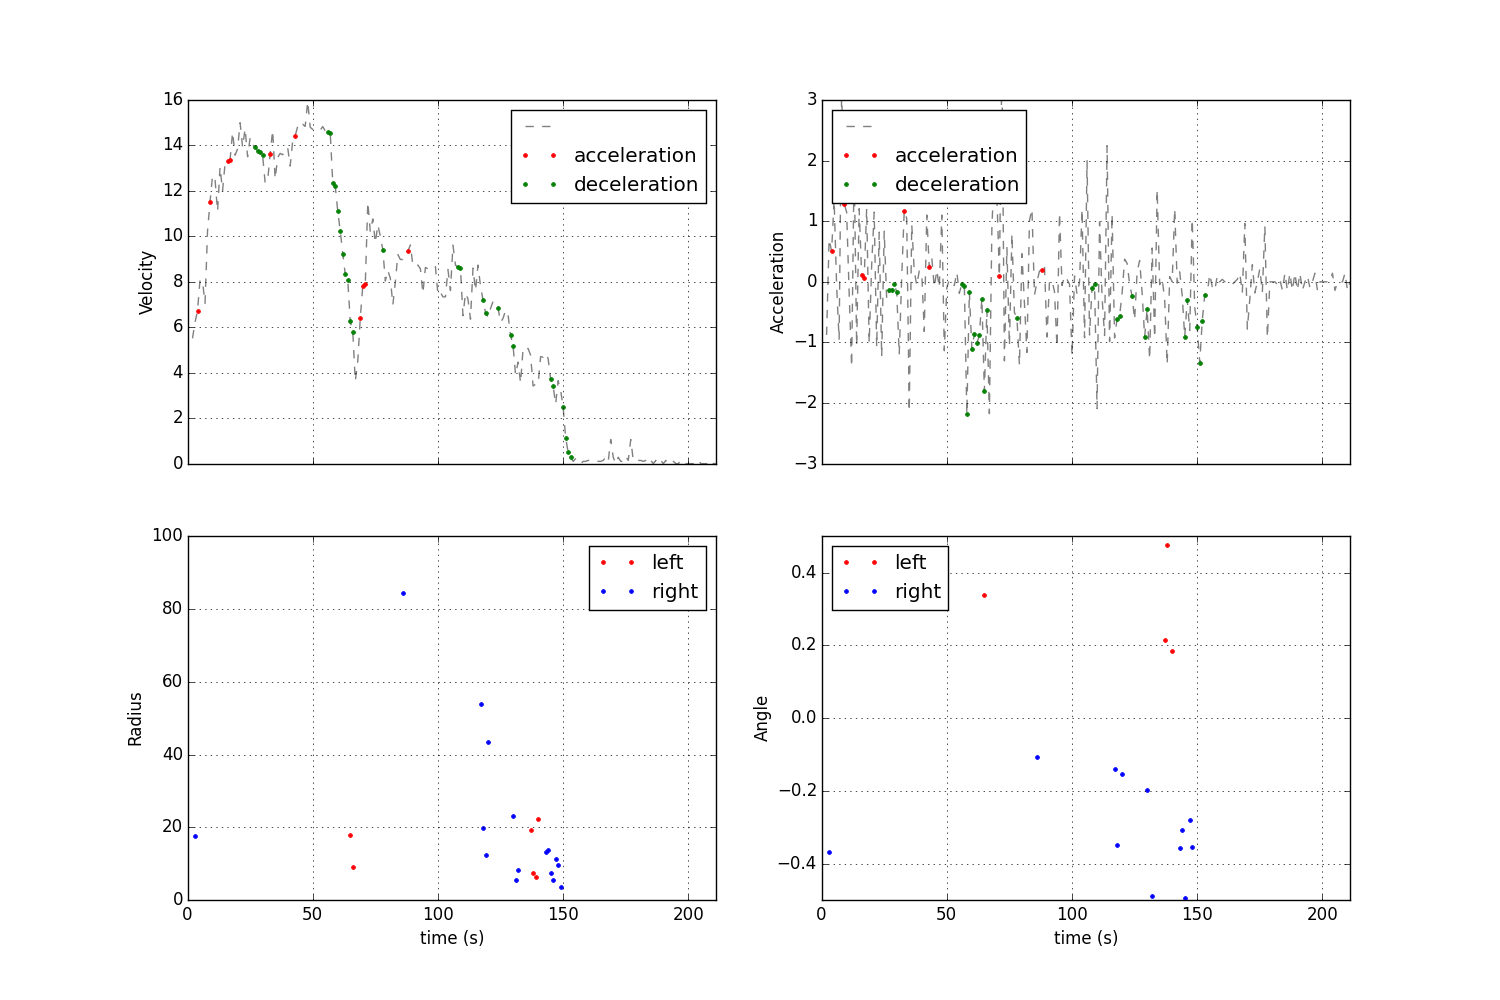 16
14
12
10
8
6
4
2
0
Velocity
acceleration
deceleration
3
2
1
0
−1
−2
−3
Acceleration
acceleration
deceleration
100
80
60
40
20
0
Radius
left
right
0 50 100 150 200
time (s)
0.4
0.2
0.0
−0.2
−0.4
Angle
left
right
0 50 100 150 200
time (s)